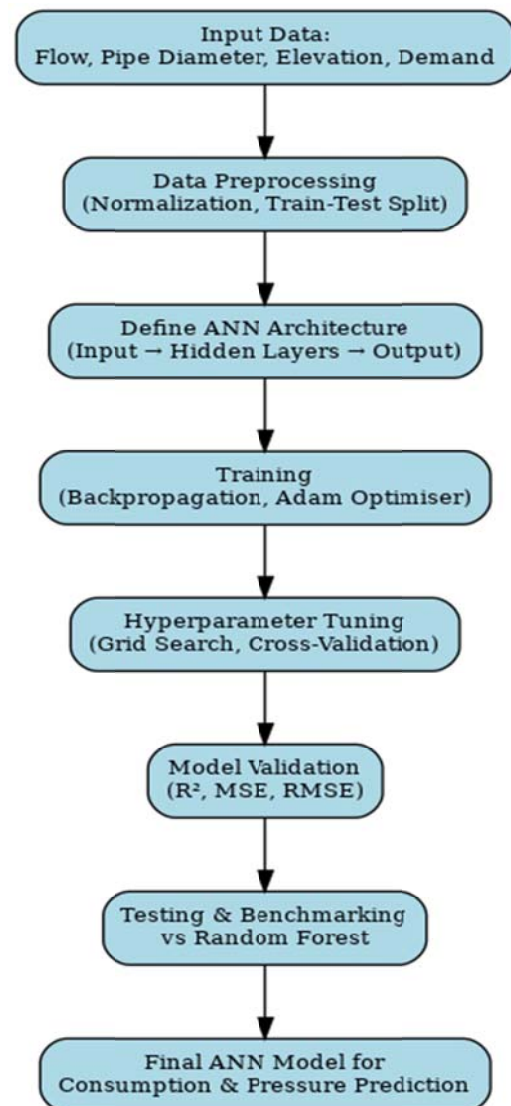 Input Data:
Flow, Pipe Diameter, Elevation, Demand
Data Preprocessing
(Normalization, Train-Test Split)
Define ANN Architecture
(Input → Hidden Layers → Output)
Training
(Backpropagation, Adam Optimiser)
Hyperparameter Tuning
(Grid Search, Cross-Validation)
Model Validation
(R², MSE, RMSE)
Testing & Benchmarking
vs Random Forest
Final ANN Model for
Consumption & Pressure Prediction